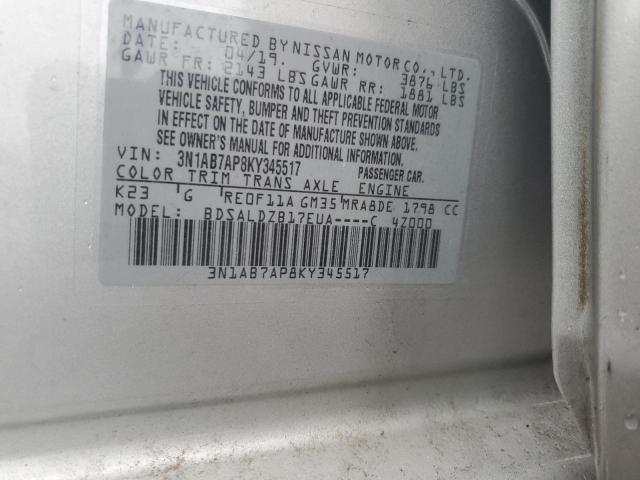 MANUFACTURED BY NISSAN MOTOR CO., LTD.
DATE: 04/19. GVWR: 3876 LBS
GAWR FR: 2143 LBS GAWR RR: 1881 LBS
THIS VEHICLE CONFORMS TO ALL APPLICABLE FEDERAL MOTOR
VEHICLE SAFETY, BUMPER AND THEFT PREVENTION STANDARDS
IN EFFECT ON THE DATE OF MANUFACTURE SHOWN ABOVE.
SEE OWNER'S MANUAL FOR ADDITIONAL INFORMATION.
VIN: 3N1AB7AP8KY345517 PASSENGER CAR.
COLOR TRIM TRANS AXLE ENGINE
K23 G RE0F11A GM35 MRA8DE 1798 CC
MODEL: BDSALDZB17EUA----C 4Z000
3N1AB7AP8KY345517